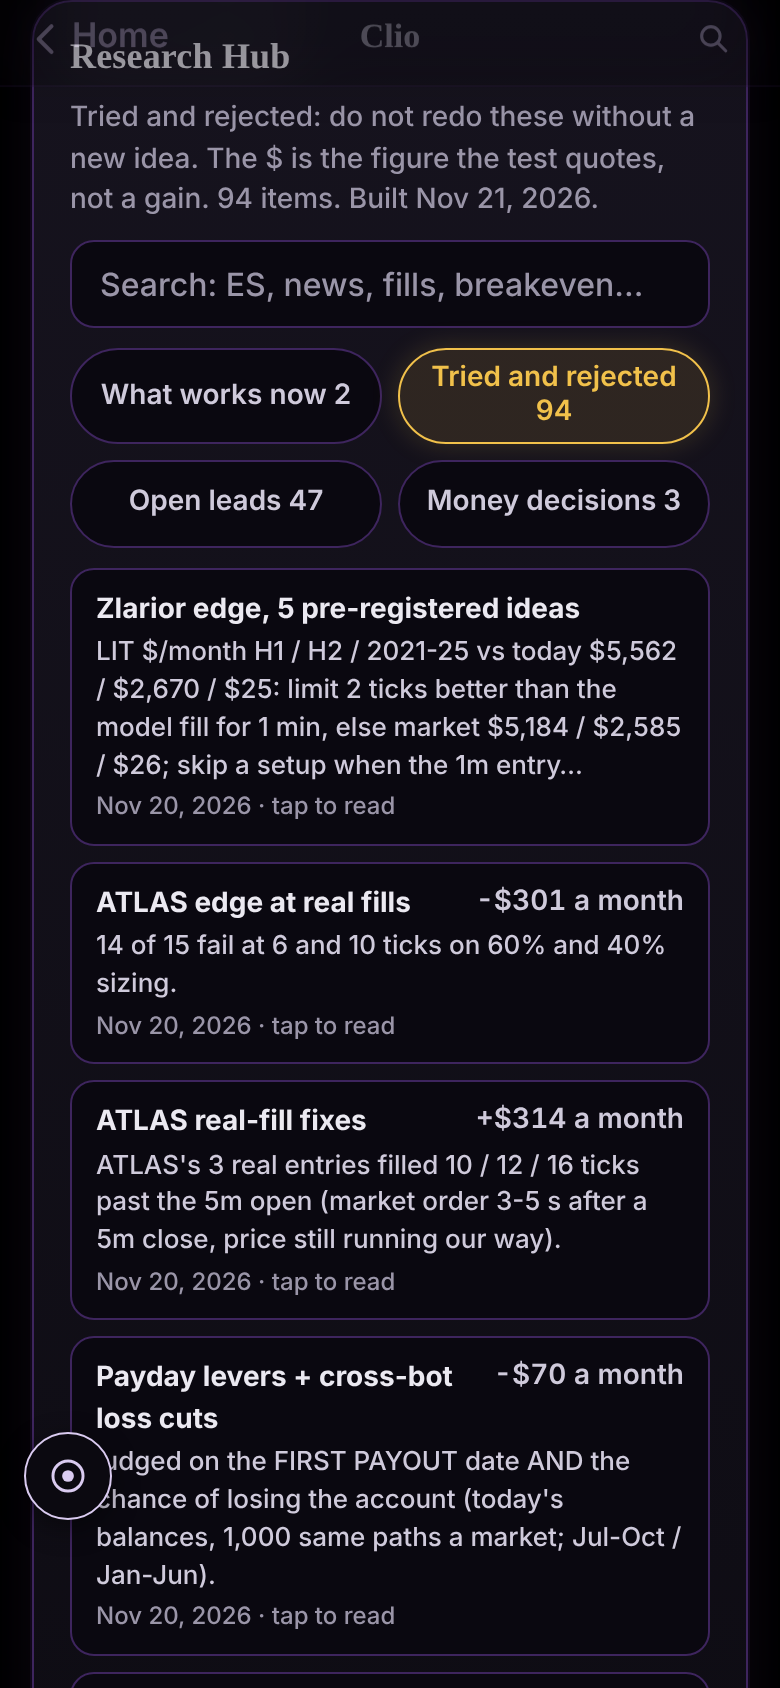 Home
Clio
Research Hub
Tried and rejected: do not redo these without a
new idea. The $ is the figure the test quotes,
not a gain. 94 items. Built Nov 21, 2026.
Search: ES, news, fills, breakeven...
What works now 2
Tried and rejected
94
Open leads 47
Money decisions 3
Zlarior edge, 5 pre-registered ideas
LIT $/month H1 / H2 / 2021-25 vs today $5,562
/ $2,670 / $25: limit 2 ticks better than the
model fill for 1 min, else market $5,184 / $2,585
/ $26; skip a setup when the 1m entry...
Nov 20, 2026 · tap to read
ATLAS edge at real fills
-$301 a month
14 of 15 fail at 6 and 10 ticks on 60% and 40%
sizing.
Nov 20, 2026 · tap to read
ATLAS real-fill fixes
+$314 a month
ATLAS's 3 real entries filled 10 / 12 / 16 ticks
past the 5m open (market order 3-5 s after a
5m close, price still running our way).
Nov 20, 2026 · tap to read
Payday levers + cross-bot
-$70 a month
loss cuts
udged on the FIRST PAYOUT date AND the
chance of losing the account (today's
balances, 1,000 same paths a market; Jul-Oct /
Jan-Jun).
Nov 20, 2026 · tap to read